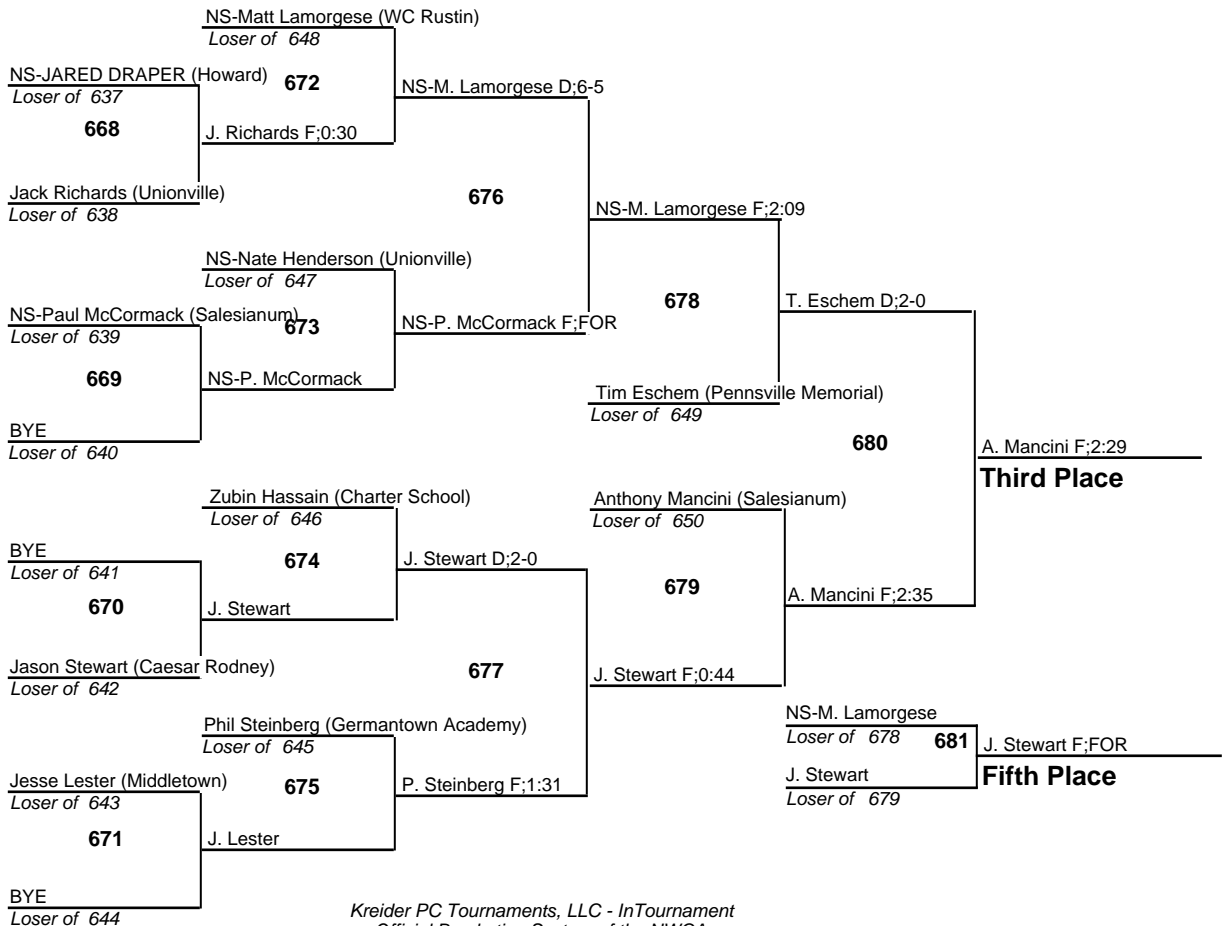 NS-Matt Lamorgese (WC Rustin)
Loser of 648
NS-JARED DRAPER (Howard)
672
NS-M. Lamorgese D;6-5
Loser of 637
668
J. Richards F;0:30
Jack Richards (Unionville)
676
Loser of 638
NS-M. Lamorgese F;2:09
NS-Nate Henderson (Unionville)
Loser of 647
678
T. Eschem D;2-0
NS-Paul McCormack (Salesianum)
673
NS-P. McCormack F;FOR
Loser of 639
669
NS-P. McCormack
Tim Eschem (Pennsville Memorial)
Loser of 649
BYE
680
Loser of 640
A. Mancini F;2:29
Third Place
Zubin Hassain (Charter School)
Anthony Mancini (Salesianum)
Loser of 646
Loser of 650
BYE
674
J. Stewart D;2-0
Loser of 641
679
670
J. Stewart
A. Mancini F;2:35
Jason Stewart (Caesar Rodney)
677
J. Stewart F;0:44
Loser of 642
NS-M. Lamorgese
Phil Steinberg (Germantown Academy)
Loser of 678
681
J. Stewart F;FOR
Loser of 645
Fifth Place
Jesse Lester (Middletown)
675
P. Steinberg F;1:31
J. Stewart
Loser of 643
Loser of 679
671
J. Lester
BYE
Loser of 644
Kreider PC Tournaments, LLC - InTournament